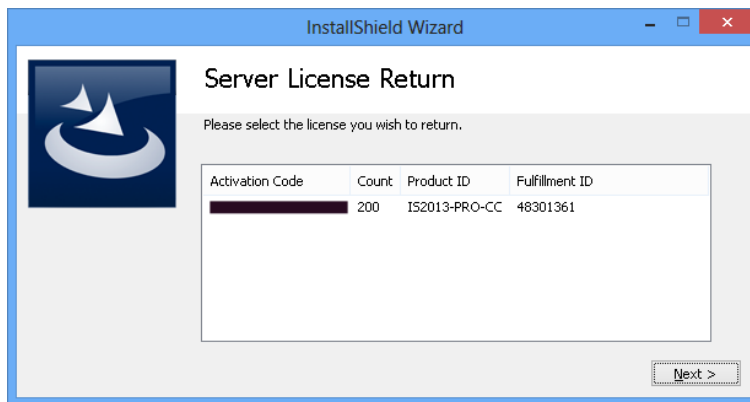 InstallShield Wizard
Server License Return
Please select the license you wish to return.
Activation Code Count Product ID Fulfillment ID
200 IS2013-PRO-CC 48301361
Next >